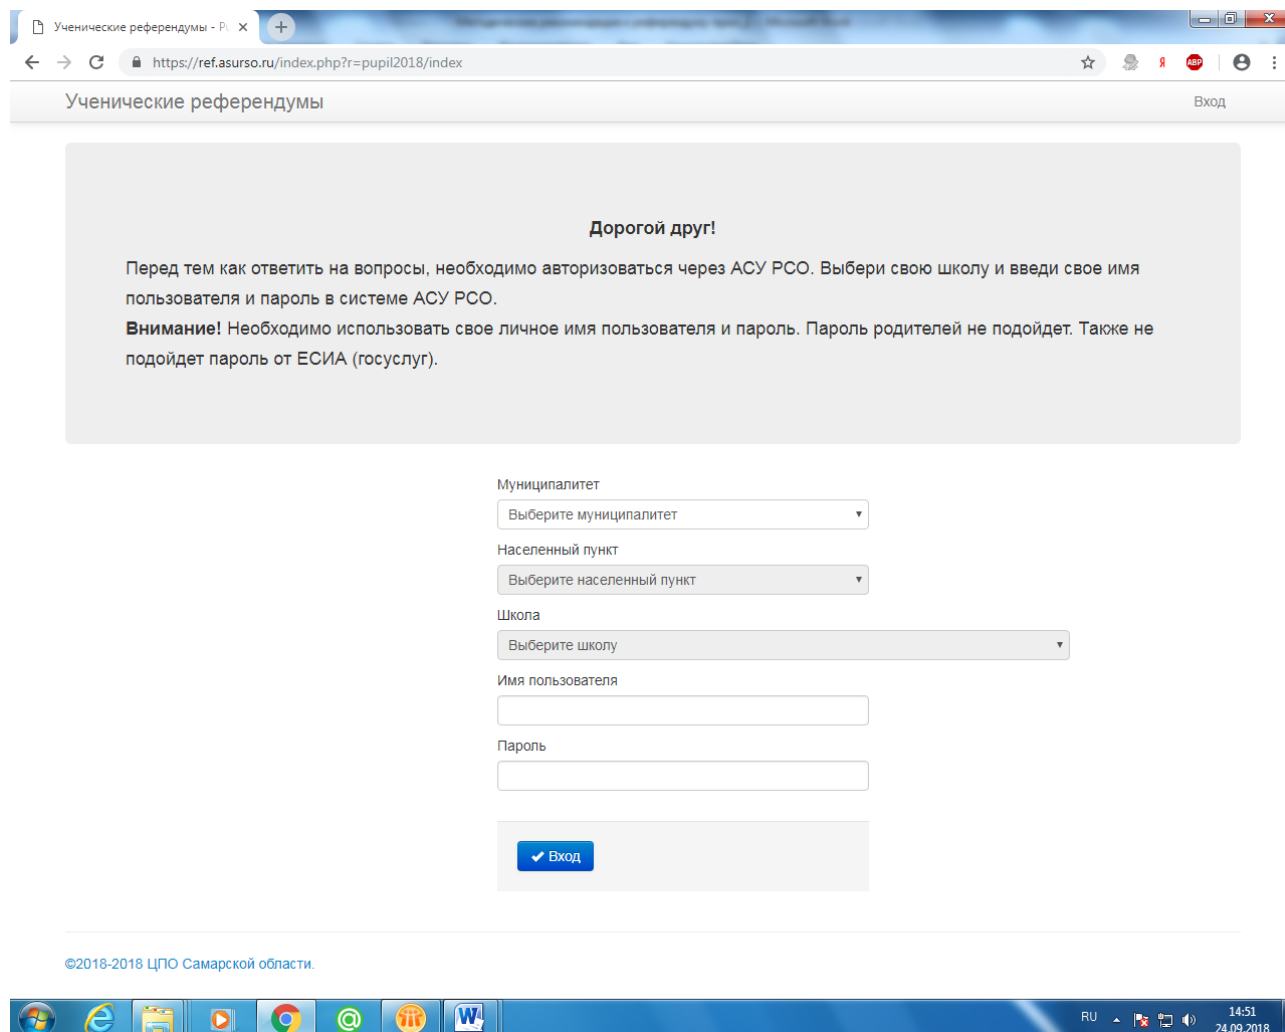 Ученические референдумы - Pu
https://ref.asurso.ru/index.php?r=pupil2018/index
Я
ABP
Ученические референдумы
Вход
Дорогой друг!
Перед тем как ответить на вопросы, необходимо авторизоваться через АСУ РСО. Выбери свою школу и введи свое имя
пользователя и пароль в системе АСУ РСО.
Внимание! Необходимо использовать свое личное имя пользователя и пароль. Пароль родителей не подойдет. Также не
подойдет пароль от ЕСИА (госуслуг).
Муниципалитет
Выберите муниципалитет
Населенный пункт
Выберите населенный пункт
Школа
Выберите школу
Имя пользователя
Пароль
Вход
©2018-2018 ЦПО Самарской области.
RU
14:51
24.09.2018